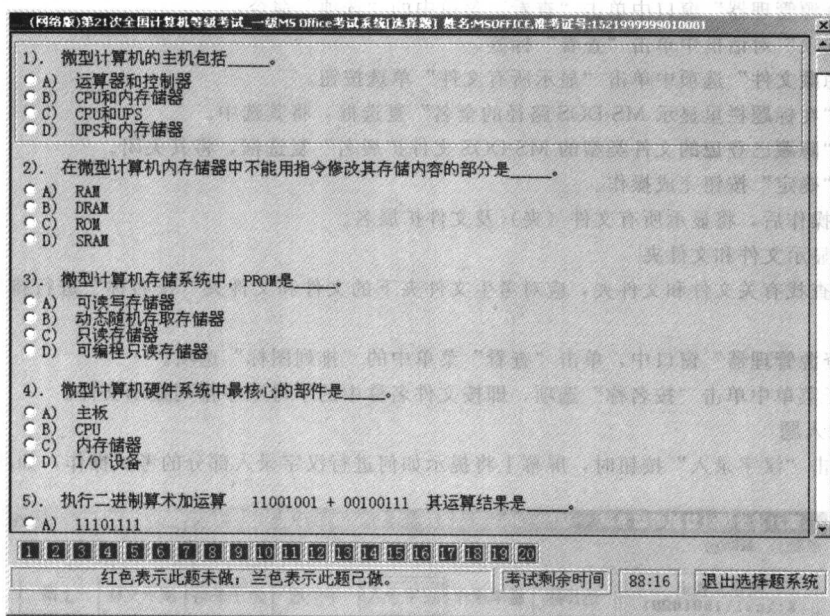 (网络版)第21次全国计算机等级考试_一级MS Office考试系统[选择题] 姓名:MSOFFICE,准考证号:1521999999010001
1). 微型计算机的主机包括_____。
A) 运算器和控制器
B) CPU和内存储器
C) CPU和UPS
D) UPS和内存储器
2). 在微型计算机内存储器中不能用指令修改其存储内容的部分是_____。
A) RAM
B) DRAM
C) ROM
D) SRAM
3). 微型计算机存储系统中, PROM是_____。
A) 可读写存储器
B) 动态随机存取存储器
C) 只读存储器
D) 可编程只读存储器
4). 微型计算机硬件系统中最核心的部件是_____。
A) 主板
B) CPU
C) 内存储器
D) I/O设备
5). 执行二进制算术加运算 11001001 + 00100111 其运算结果是_____。
A) 11101111
1 2 3 4 5 6 7 8 9 10 11 12 13 14 15 16 17 18 19 20
红色表示此题未做; 兰色表示此题已做。 考试剩余时间 88:16 退出选择题系统